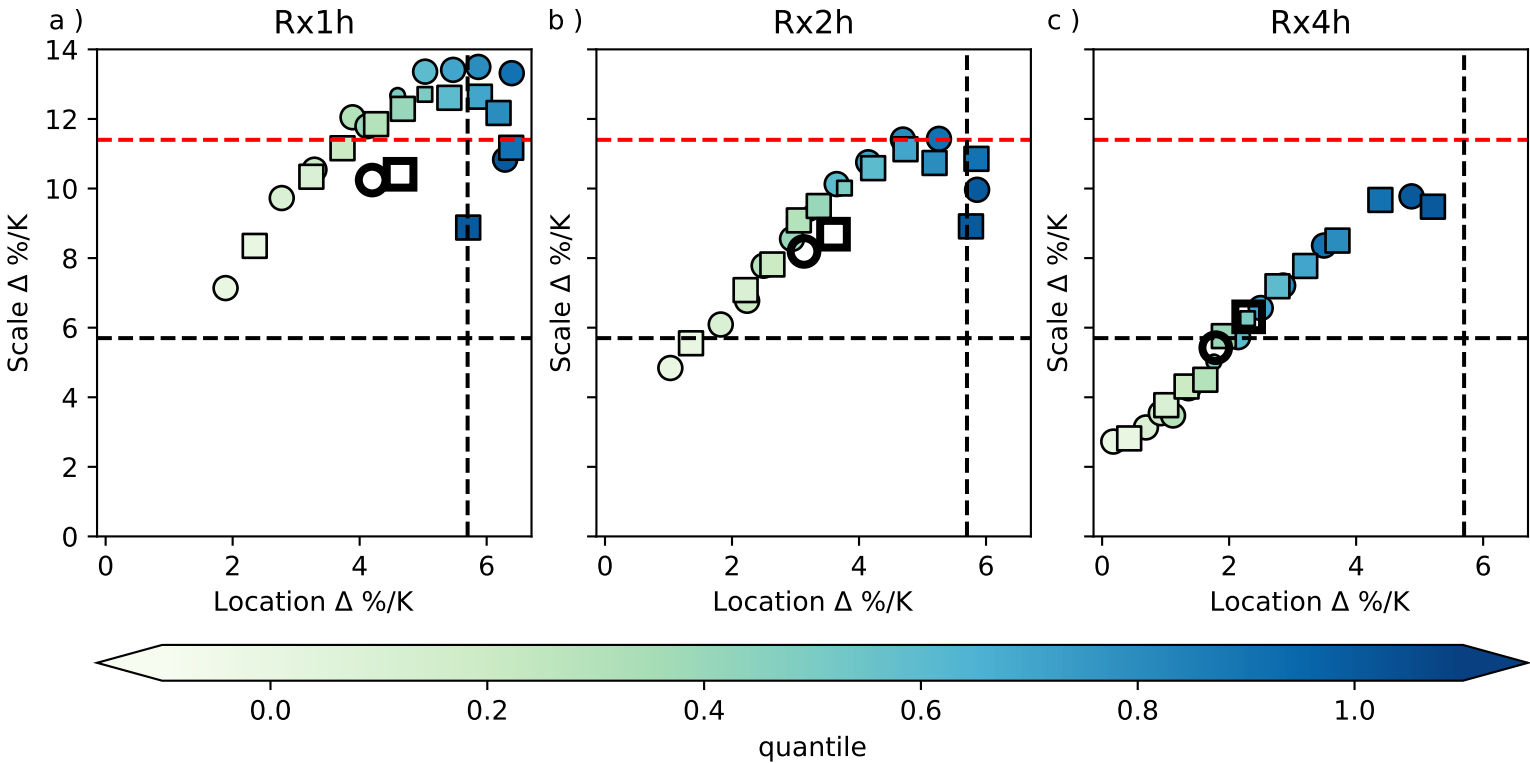 a )
Rx1h
b )
Rx2h
c )
Rx4h
14
12
10
8
6
4
2
0
Scale Δ %/K
Scale Δ %/K
Scale Δ %/K
0 2 4 6
0 2 4 6
0 2 4 6
Location Δ %/K
Location Δ %/K
Location Δ %/K
0.0 0.2 0.4 0.6 0.8 1.0
quantile